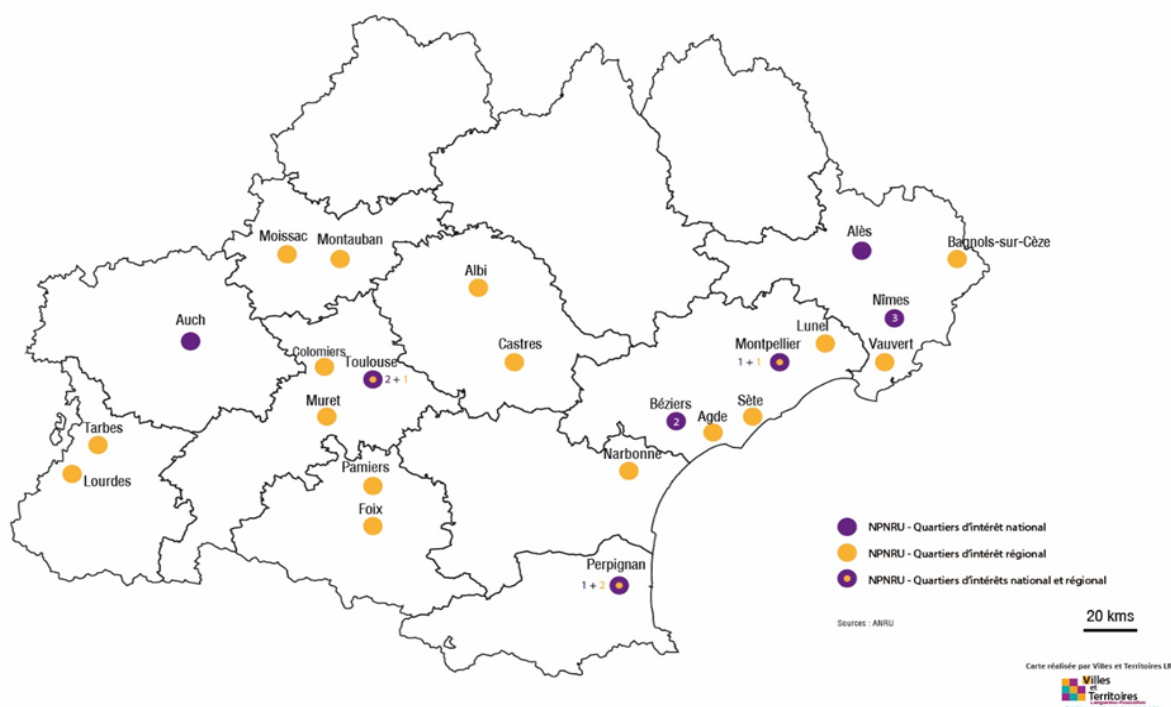 Moissac
Montauban
Alès
Bagnols-sur-Cèze
Albi
Nîmes
3
Auch
Lunel
Colomiers
Toulouse
2 + 1
Castres
Montpellier
1 + 1
Vauvert
Muret
Béziers
2
Agde
Sète
Tarbes
Lourdes
Narbonne
Pamiers
Foix
Perpignan
1 + 2
NPNRU - Quartiers d'intérêt national
NPNRU - Quartiers d'intérêt régional
NPNRU - Quartiers d'intérêts national et régional
Sources : ANRU
20 kms
Carte réalisée par Villes et Territoires LR
Villes
et
Territoires